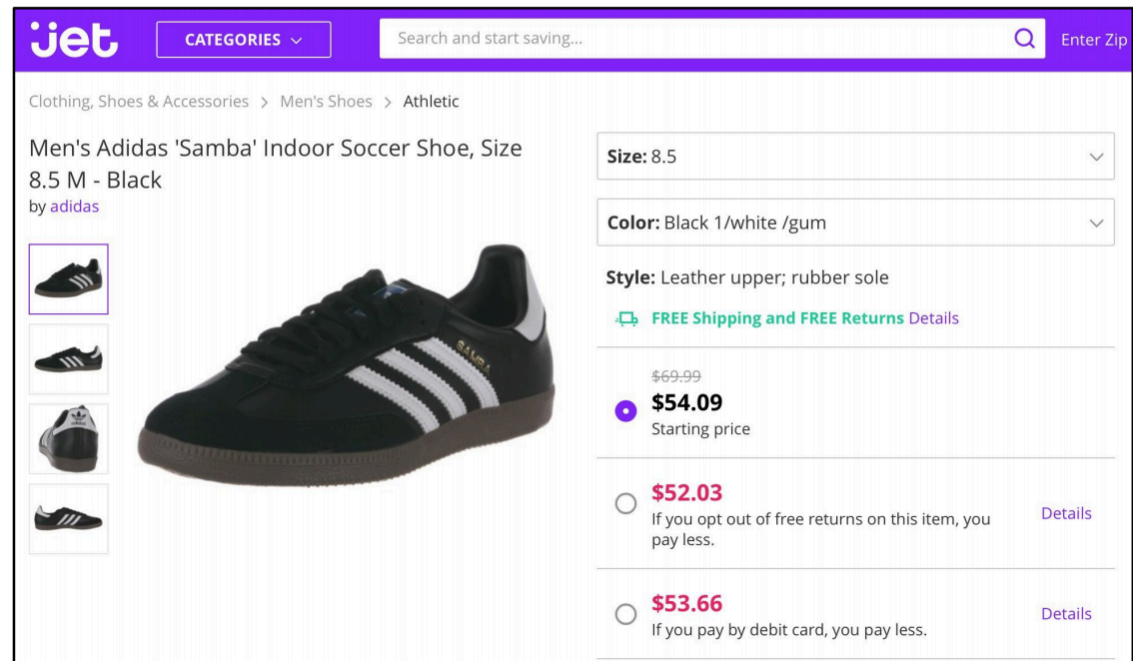 jet
CATEGORIES
Search and start saving...
Enter Zip
Clothing, Shoes & Accessories > Men's Shoes > Athletic
Men's Adidas 'Samba' Indoor Soccer Shoe, Size
8.5 M - Black
by adidas
SAMBA
Size: 8.5
Color: Black 1/white /gum
Style: Leather upper; rubber sole
FREE Shipping and FREE Returns Details
$69.99
$54.09
Starting price
$52.03
If you opt out of free returns on this item, you
pay less.
Details
$53.66
If you pay by debit card, you pay less.
Details